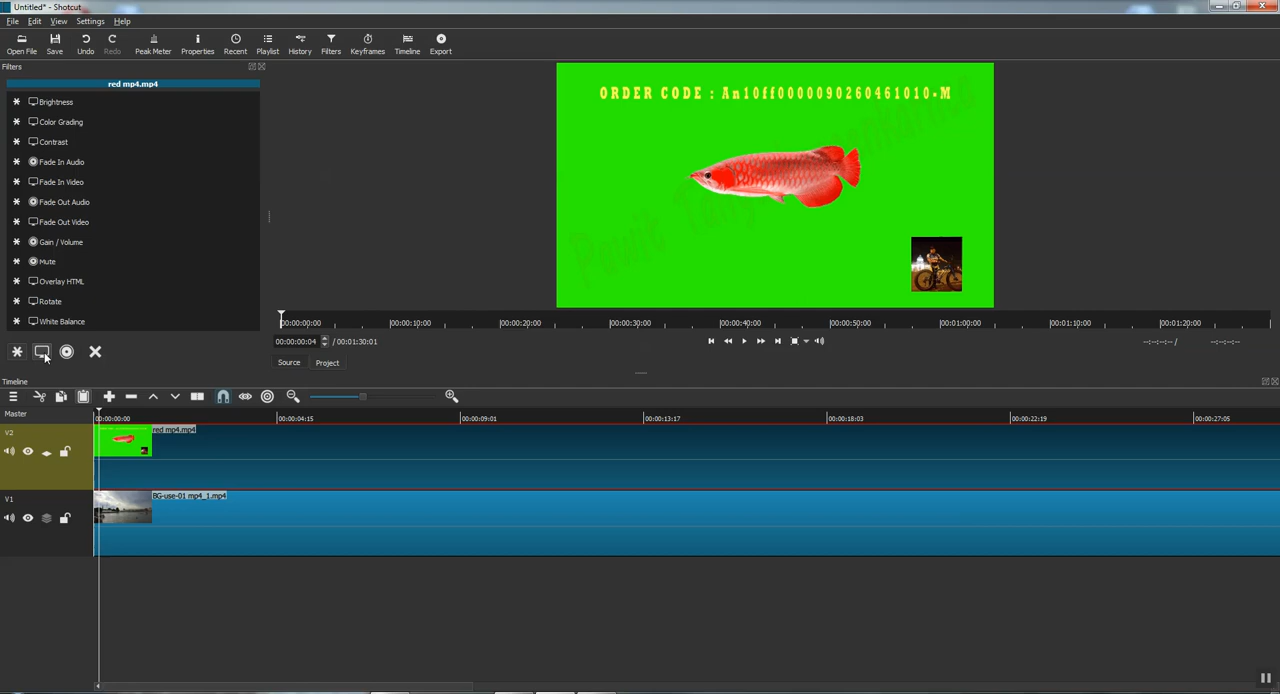 Untitled* - Shotcut
File Edit View Settings Help
Open File Save Undo Redo Peak Meter Properties Recent Playlist History Filters Keyframes Timeline Export
Filters
red mp4.mp4
Brightness
Color Grading
Contrast
Fade In Audio
Fade In Video
Fade Out Audio
Fade Out Video
Gain / Volume
Mute
Overlay HTML
Rotate
White Balance
ORDER CODE : An10ff0000090260461010-M
00:00:00:00 00:00:10:00 00:00:20:00 00:00:30:00 00:00:40:00 00:00:50:00 00:01:00:00 00:01:10:00 00:01:20:00
00:00:00:04 / 00:01:30:01 --:--:--:-- / --:--:--:--
Source Project
Timeline
Master 00:00:00:00 00:00:04:15 00:00:09:01 00:00:13:17 00:00:18:03 00:00:22:19 00:00:27:05
V2 red mp4.mp4
V1 BG-use-01 mp4_1.mp4